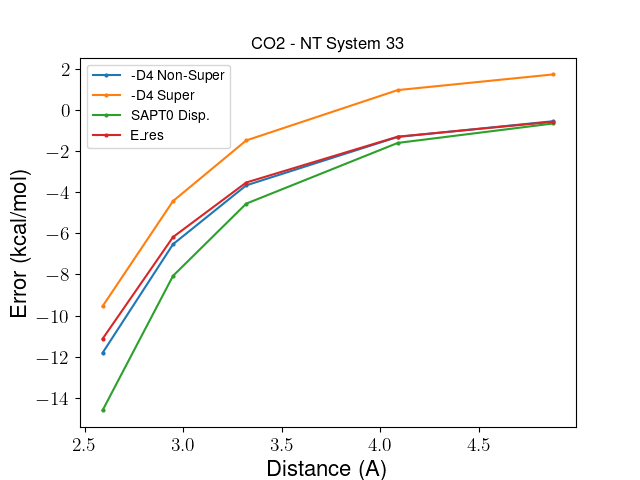 CO2 - NT System 33
Error (kcal/mol)
2
0
−2
−4
−6
−8
−10
−12
−14
-D4 Non-Super
-D4 Super
SAPT0 Disp.
E_res
2.5 3.0 3.5 4.0 4.5
Distance (A)